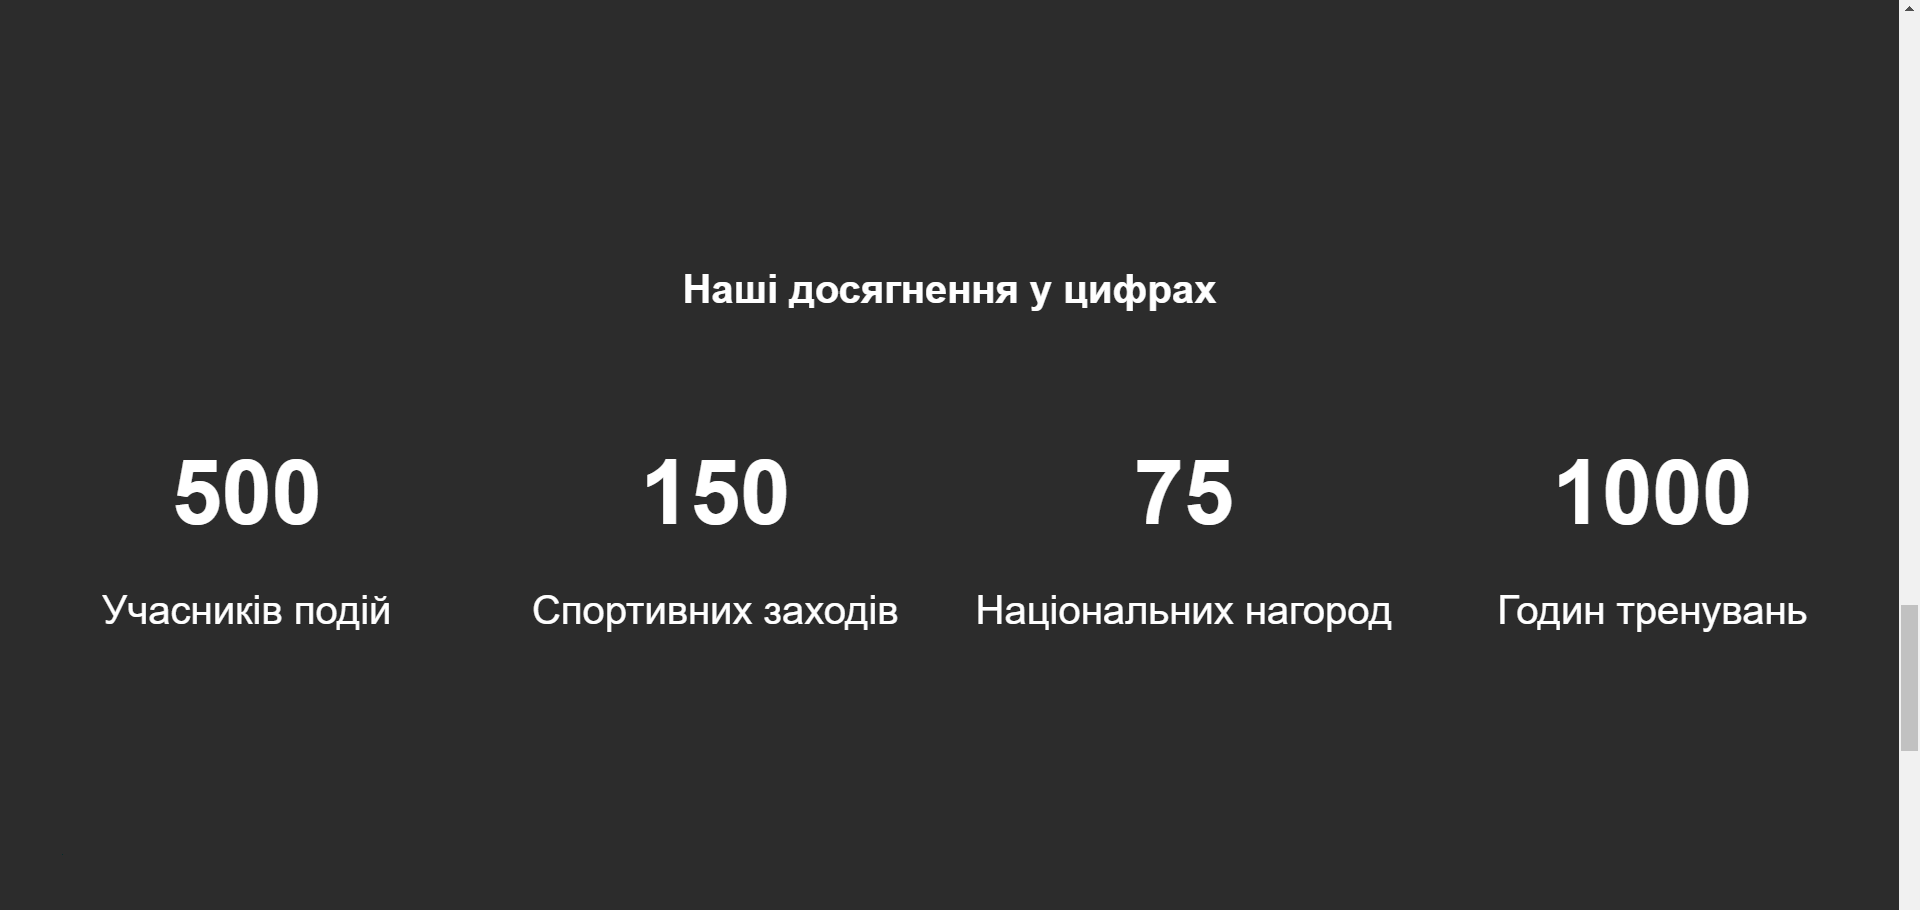 Наші досягнення у цифрах
500
150
75
1000
Учасників подій
Спортивних заходів
Національних нагород
Годин тренувань